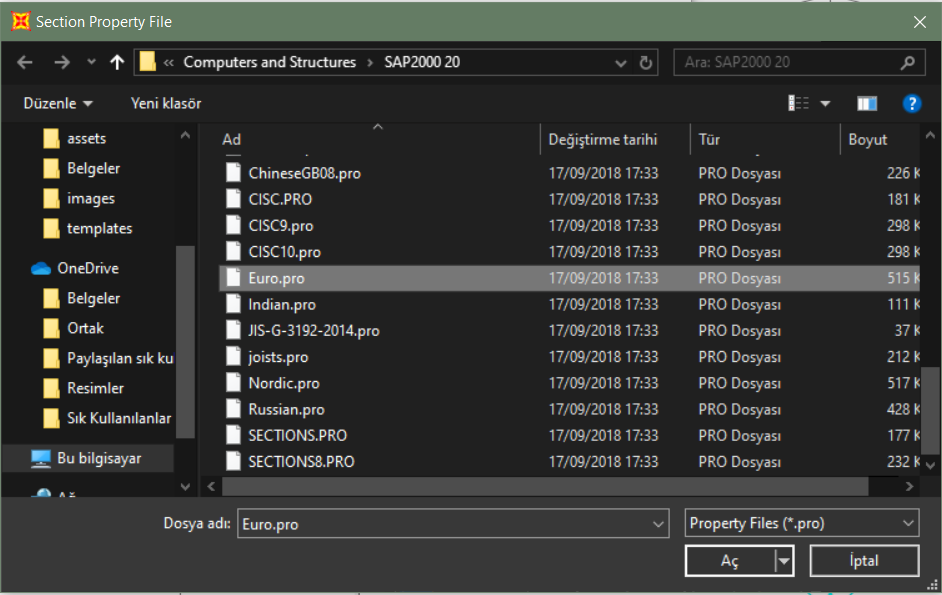 Section Property File
« Computers and Structures › SAP2000 20
Ara: SAP2000 20
Düzenle Yeni klasör
assets
Belgeler
images
templates
OneDrive
Belgeler
Ortak
Paylaşılan sık ku
Resimler
Sık Kullanılanlar
Bu bilgisayar
Ağ
Ad Değiştirme tarihi Tür Boyut
ChineseGB08.pro 17/09/2018 17:33 PRO Dosyası 226 K
CISC.PRO 17/09/2018 17:33 PRO Dosyası 181 K
CISC9.pro 17/09/2018 17:33 PRO Dosyası 298 K
CISC10.pro 17/09/2018 17:33 PRO Dosyası 298 K
Euro.pro 17/09/2018 17:33 PRO Dosyası 515 K
Indian.pro 17/09/2018 17:33 PRO Dosyası 111 K
JIS-G-3192-2014.pro 17/09/2018 17:33 PRO Dosyası 37 K
joists.pro 17/09/2018 17:33 PRO Dosyası 212 K
Nordic.pro 17/09/2018 17:33 PRO Dosyası 517 K
Russian.pro 17/09/2018 17:33 PRO Dosyası 428 K
SECTIONS.PRO 17/09/2018 17:33 PRO Dosyası 177 K
SECTIONS8.PRO 17/09/2018 17:33 PRO Dosyası 232 K
Dosya adı: Euro.pro
Property Files (*.pro)
Aç
İptal